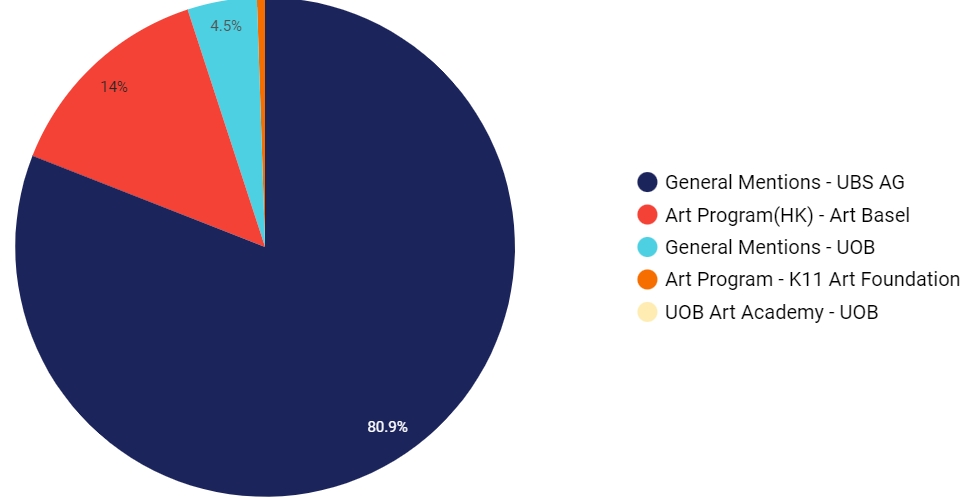 4.5%
14%
80.9%
General Mentions - UBS AG
Art Program(HK) - Art Basel
General Mentions - UOB
Art Program - K11 Art Foundation
UOB Art Academy - UOB